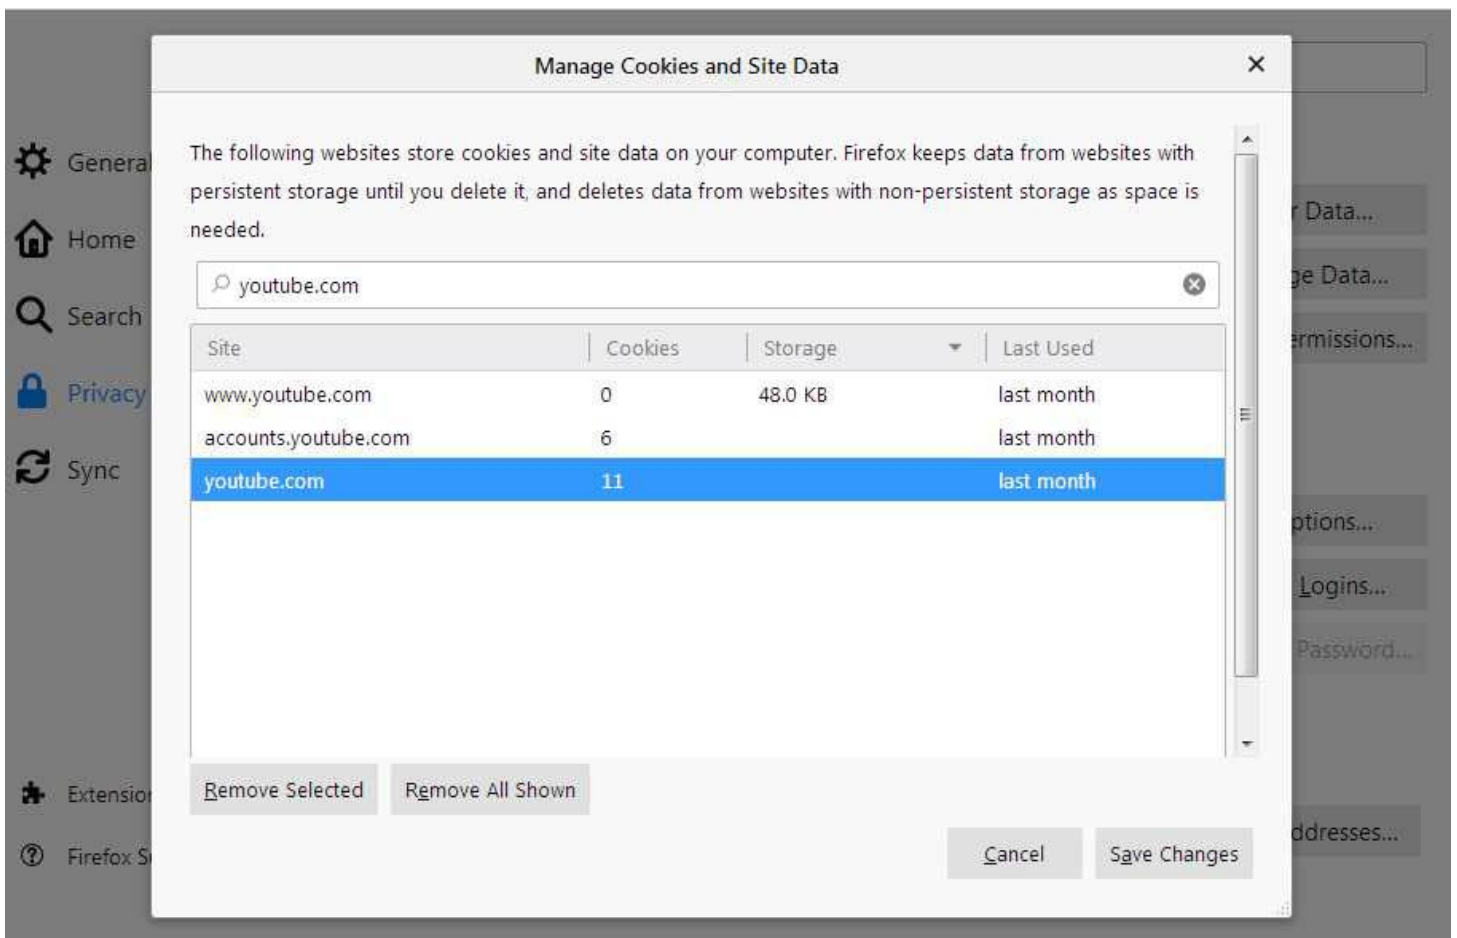 Manage Cookies and Site Data
The following websites store cookies and site data on your computer. Firefox keeps data from websites with
persistent storage until you delete it, and deletes data from websites with non-persistent storage as space is
needed.
youtube.com
Site Cookies Storage Last Used
www.youtube.com 0 48.0 KB last month
accounts.youtube.com 6 last month
youtube.com 11 last month
Remove Selected Remove All Shown
Cancel Save Changes
General
Home
Search
Privacy
Sync
Extension
Firefox S
r Data...
ge Data...
ermissions...
ptions...
Logins...
Password...
ddresses...